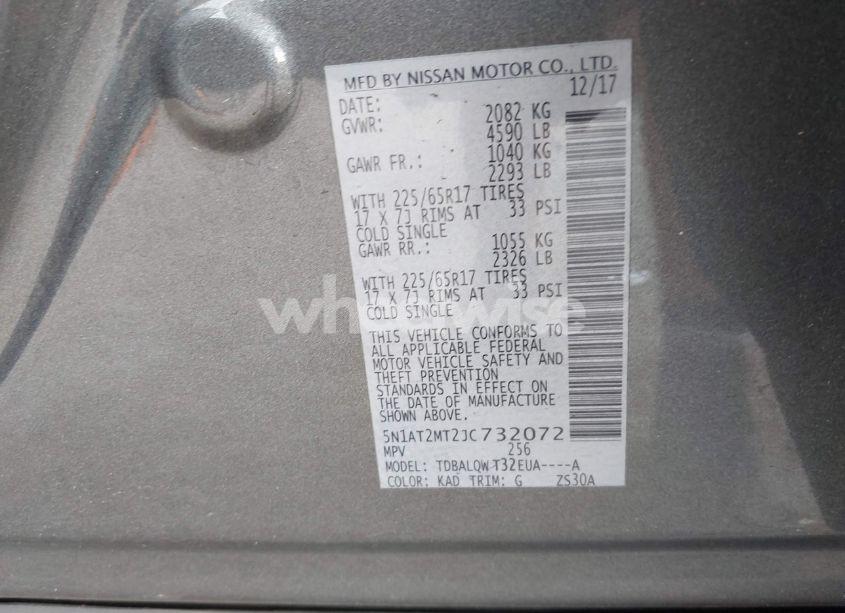 MFD BY NISSAN MOTOR CO., LTD.
DATE: 12/17
GVWR: 2082 KG
4590 LB
GAWR FR.: 1040 KG
2293 LB
WITH 225/65R17 TIRES
17 X 7J RIMS AT 33 PSI
COLD SINGLE
GAWR RR.: 1055 KG
2326 LB
WITH 225/65R17 TIRES
17 X 7J RIMS AT 33 PSI
COLD SINGLE
wheelwise
THIS VEHICLE CONFORMS TO
ALL APPLICABLE FEDERAL
MOTOR VEHICLE SAFETY AND
THEFT PREVENTION
STANDARDS IN EFFECT ON
THE DATE OF MANUFACTURE
SHOWN ABOVE.
5N1AT2MT2JC732072
MPV 256
MODEL: TDBALQW T32EUA----A
COLOR: KAD TRIM: G ZS30A